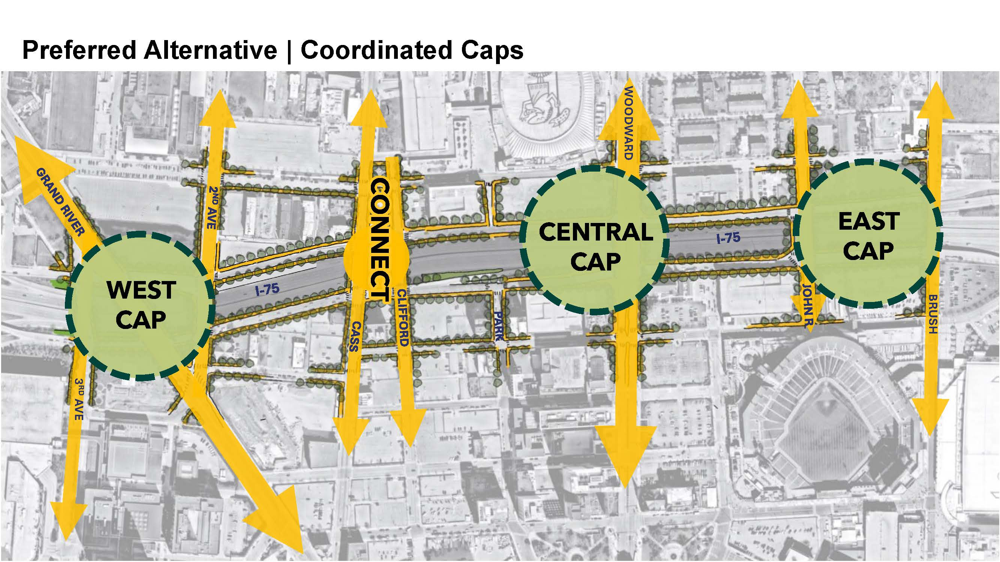 Preferred Alternative | Coordinated Caps
GRAND RIVER
2ND AVE
CONNECT
WOODWARD
WEST
CAP
I-75
CENTRAL
CAP
I-75
EAST
CAP
3RD AVE
CASS
CLIFFORD
PARK
JOHN R
BRUSH